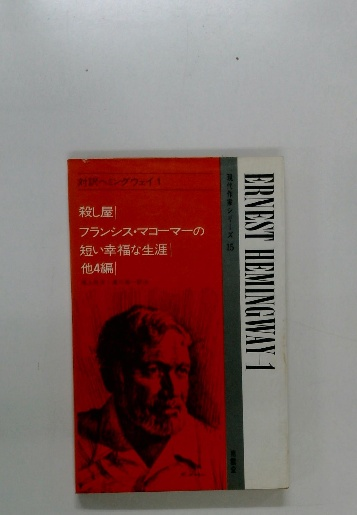 対訳ヘミングウェイ 1
殺し屋|
フランシス・マコーマーの
短い幸福な生涯|
他4編|
現代作家シリーズ 15
ERNEST HEMINGWAY—1